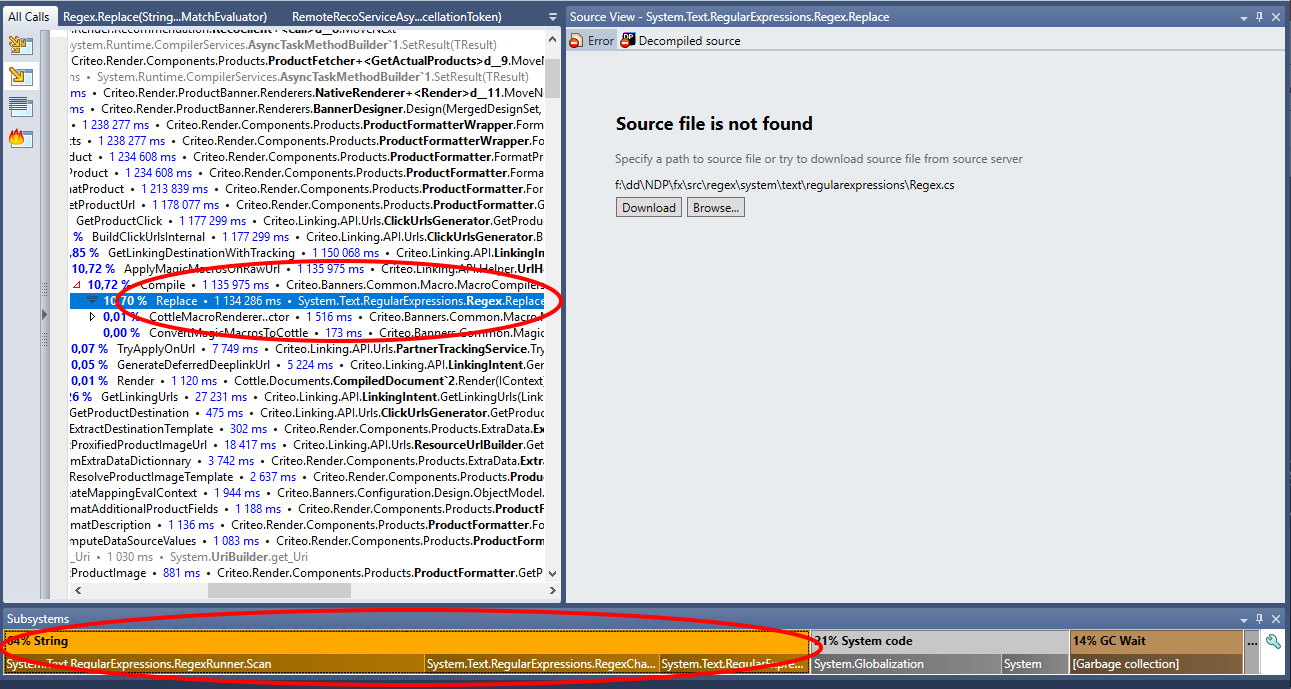 All Calls
Regex.Replace(String...MatchEvaluator)
RemoteRecoServiceAsy...cellationToken)
Source View - System.Text.RegularExpressions.Regex.Replace
Error
Decompiled source
ystem.Runtime.CompilerServices.AsyncTaskMethodBuilder`1.SetResult(TResult)
Criteo.Render.Components.Products.ProductFetcher+<GetActualProducts>d__9.MoveN
ns • System.Runtime.CompilerServices.AsyncTaskMethodBuilder`1.SetResult(TResult)
ms • Criteo.Render.ProductBanner.Renderers.NativeRenderer+<Render>d__11.MoveN
ms • Criteo.Render.ProductBanner.Renderers.BannerDesigner.Design(MergedDesignSet,
• 1 238 277 ms • Criteo.Render.Components.Products.ProductFormatterWrapper.Form
ts • 1 238 277 ms • Criteo.Render.Components.Products.ProductFormatterWrapper.Fo
duct • 1 234 608 ms • Criteo.Render.Components.Products.ProductFormatter.FormatPr
Product • 1 234 608 ms • Criteo.Render.Components.Products.ProductFormatter.Form
natProduct • 1 213 839 ms • Criteo.Render.Components.Products.ProductFormatter.Form
etProductUrl • 1 178 077 ms • Criteo.Render.Components.Products.ProductFormatter.G
GetProductClick • 1 177 299 ms • Criteo.Linking.API.Urls.ClickUrlsGenerator.GetProdu
% BuildClickUrlsInternal • 1 177 299 ms • Criteo.Linking.API.Urls.ClickUrlsGenerator.B
,85 % GetLinkingDestinationWithTracking • 1 150 068 ms • Criteo.Linking.API.LinkingIn
10,72 % ApplyMagicMacrosOnRawUrl • 1 135 975 ms • Criteo.Linking.API.Helper.UrlHe
10,72 % Compile • 1 135 975 ms • Criteo.Banners.Common.Macro.MacroCompilers
10,70 % Replace • 1 134 286 ms • System.Text.RegularExpressions.Regex.Replace
0,01 % CottleMacroRenderer..ctor • 1 516 ms • Criteo.Banners.Common.Macro.M
0,00 % ConvertMagicMacrosToCottle • 173 ms • Criteo.Banners.Common.Magic
0,07 % TryApplyOnUrl • 7 749 ms • Criteo.Linking.API.Urls.PartnerTrackingService.Try
0,05 % GenerateDeferredDeeplinkUrl • 5 224 ms • Criteo.Linking.API.LinkingIntent.Gen
0,01 % Render • 1 120 ms • Cottle.Documents.CompiledDocument`2.Render(IContext)
26 % GetLinkingUrls • 27 231 ms • Criteo.Linking.API.LinkingIntent.GetLinkingUrls(Link
GetProductDestination • 475 ms • Criteo.Linking.API.Urls.ClickUrlsGenerator.GetProduc
ExtractDestinationTemplate • 302 ms • Criteo.Render.Components.Products.ExtraData.Ex
tProxifiedProductImageUrl • 18 417 ms • Criteo.Linking.API.Urls.ResourceUrlBuilder.Get
mExtraDataDictionnary • 3 742 ms • Criteo.Render.Components.Products.ExtraData.Extra
ResolveProductImageTemplate • 2 637 ms • Criteo.Render.Components.Products.Produ
eateMappingEvalContext • 1 944 ms • Criteo.Banners.Configuration.Design.ObjectModel.
rmatAdditionalProductFields • 1 188 ms • Criteo.Render.Components.Products.Produc
rmatDescription • 1 136 ms • Criteo.Render.Components.Products.ProductFormatter.Fo
mputeDataSourceValues • 1 083 ms • Criteo.Render.Components.Products.ProductForm
_Uri • 1 030 ms • System.UriBuilder.get_Uri
tProductImage • 881 ms • Criteo.Render.Components.Products.ProductFormatter.GetP
Source file is not found
Specify a path to source file or try to download source file from source server
f:\dd\NDP\fx\src\regex\system\text\regularexpressions\Regex.cs
Download
Browse...
Subsystems
64% String
21% System code
14% GC Wait
...
System.Text.RegularExpressions.RegexRunner.Scan
System.Text.RegularExpressions.RegexCha...
System.Text.RegularExpre...
System.Globalization
System
[Garbage collection]